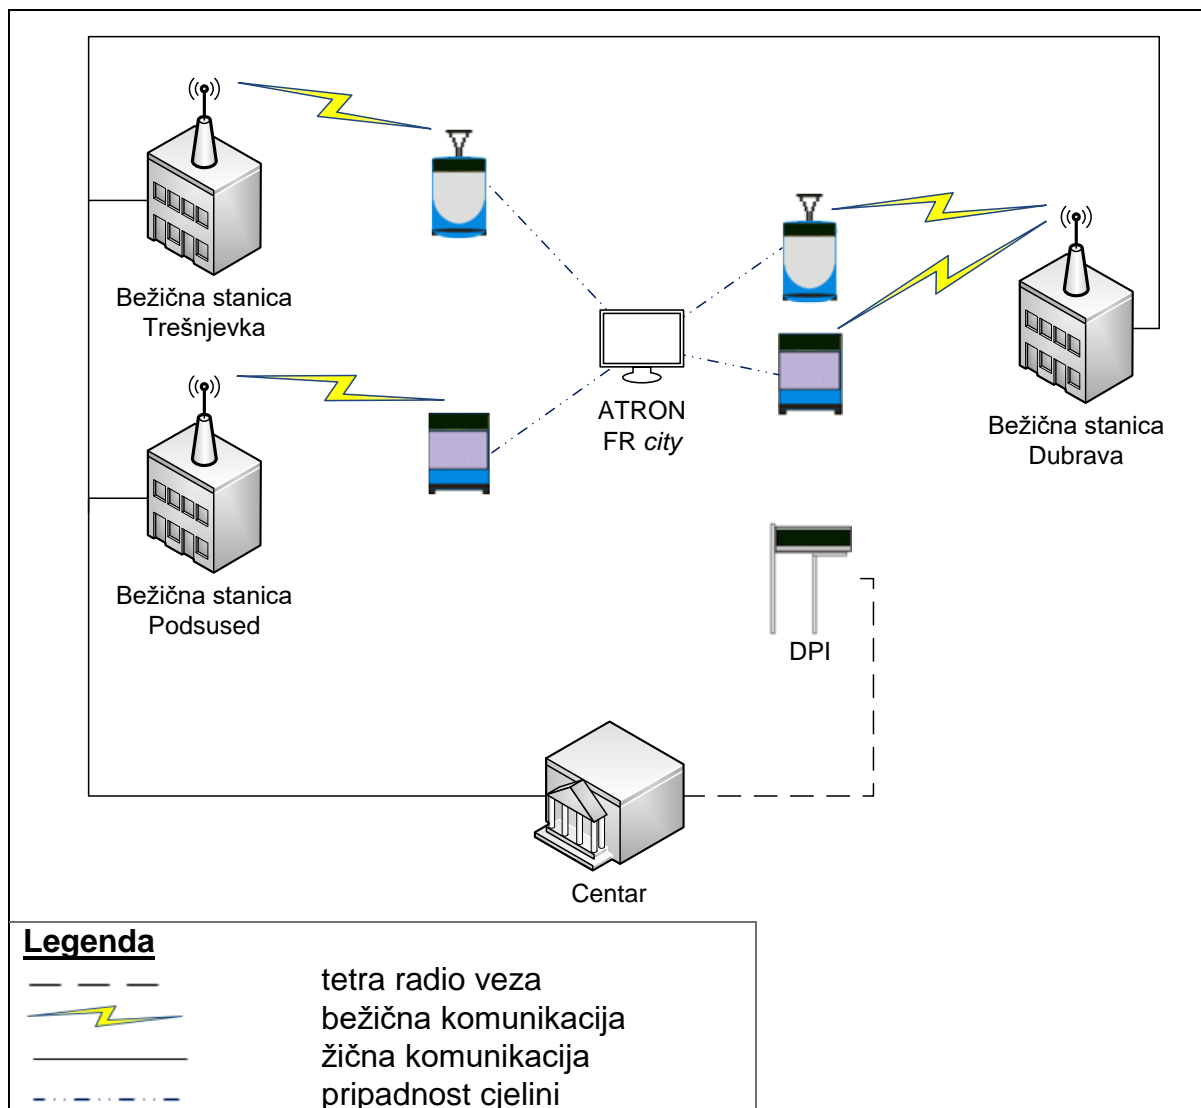 Bežična stanica
Trešnjevka
ATRON
FR city
Bežična stanica
Dubrava
Bežična stanica
Podsused
DPI
Centar
Legenda
tetra radio veza
bežična komunikacija
žična komunikacija
pripadnost cjelini